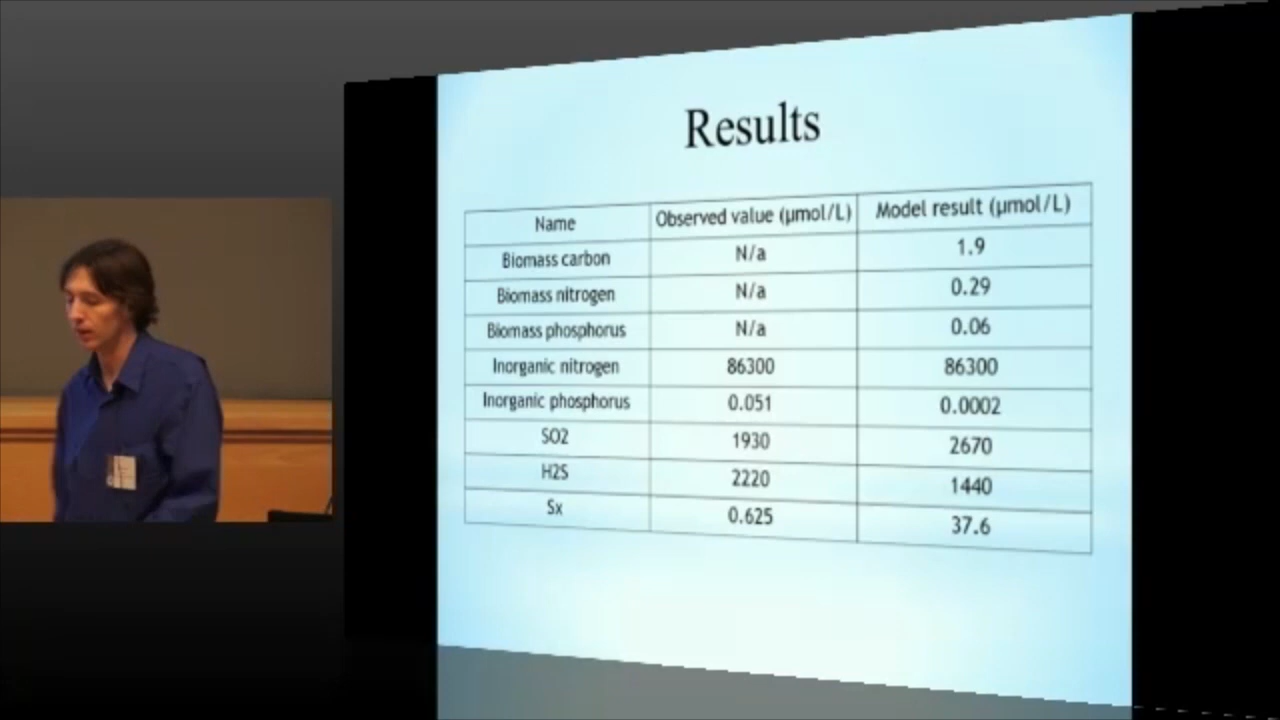 Results
Name Observed value (µmol/L) Model result (µmol/L)
Biomass carbon N/a 1.9
Biomass nitrogen N/a 0.29
Biomass phosphorus N/a 0.06
Inorganic nitrogen 86300 86300
Inorganic phosphorus 0.051 0.0002
SO2 1930 2670
H2S 2220 1440
Sx 0.625 37.6